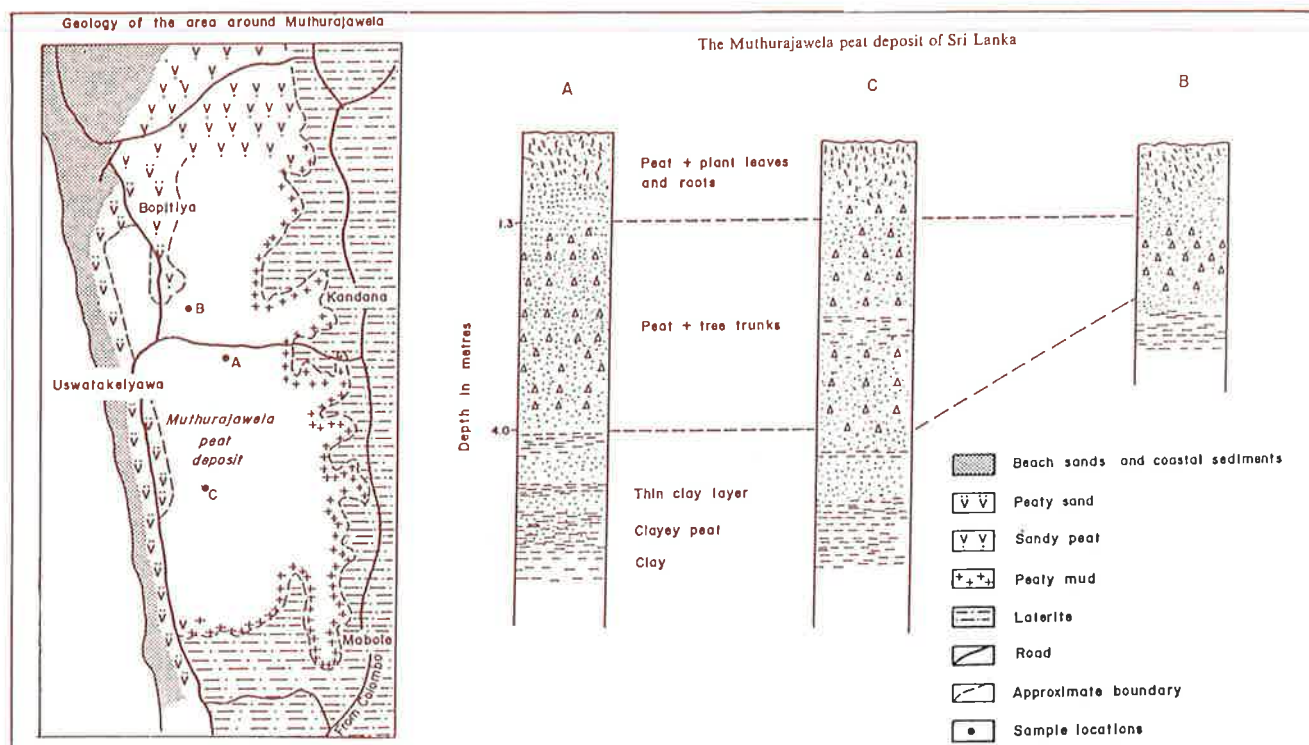 Geology of the area around Muthurajawela
Bopitiya
B
Kandana
A
Uswatakelyawa
Muthurajawela
peat
deposit
C
Mabole
From Colombo
The Muthurajawela peat deposit of Sri Lanka
A
C
B
Peat + plant leaves
and roots
1.3
Peat + tree trunks
Depth in metres
4.0
Thin clay layer
Clayey peat
Clay
Beach sands and coastal sediments
Peaty sand
Sandy peat
Peaty mud
Laterite
Road
Approximate boundary
Sample locations